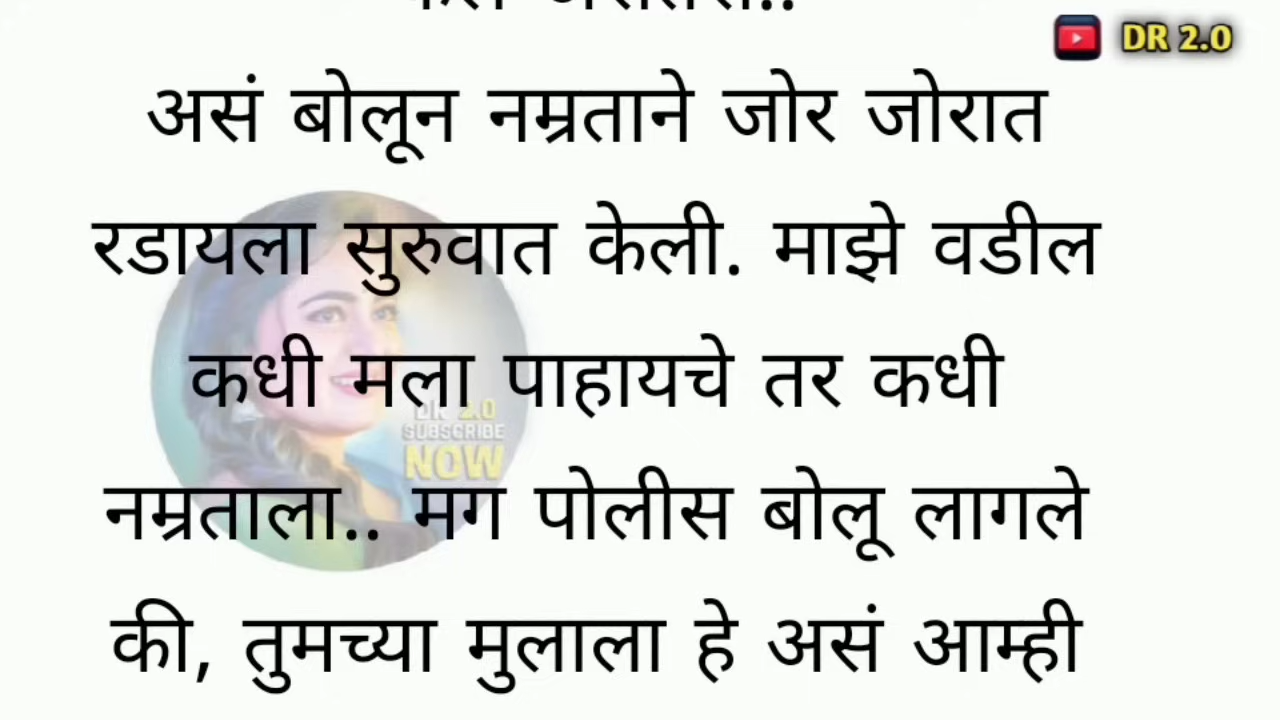 DR 2.0
असं बोलून नम्रताने जोर जोरात
रडायला सुरुवात केली. माझे वडील
कधी मला पाहायचे तर कधी
DR 2.0
SUBSCRIBE
NOW
नम्रताला.. मग पोलीस बोलू लागले
की, तुमच्या मुलाला हे असं आम्ही